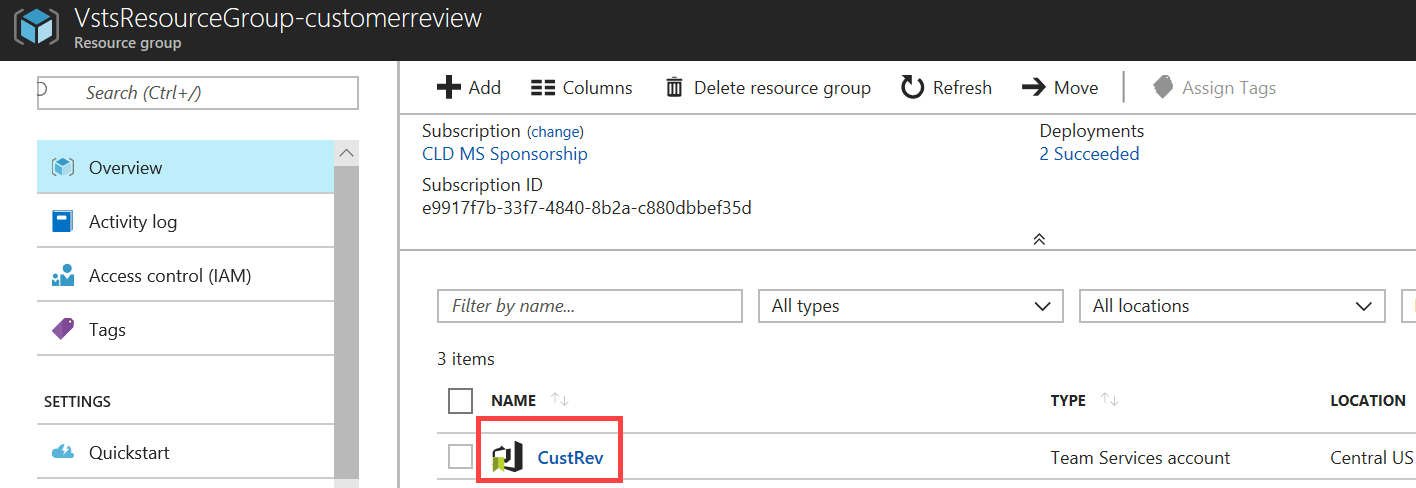 VstsResourceGroup-customerreview
Resource group
Search (Ctrl+/)
Overview
Activity log
Access control (IAM)
Tags
SETTINGS
Quickstart
Add Columns Delete resource group Refresh Move Assign Tags
Subscription (change) Deployments
CLD MS Sponsorship 2 Succeeded
Subscription ID
e9917f7b-33f7-4840-8b2a-c880dbbef35d
Filter by name... All types All locations
3 items
NAME TYPE LOCATION
CustRev Team Services account Central US